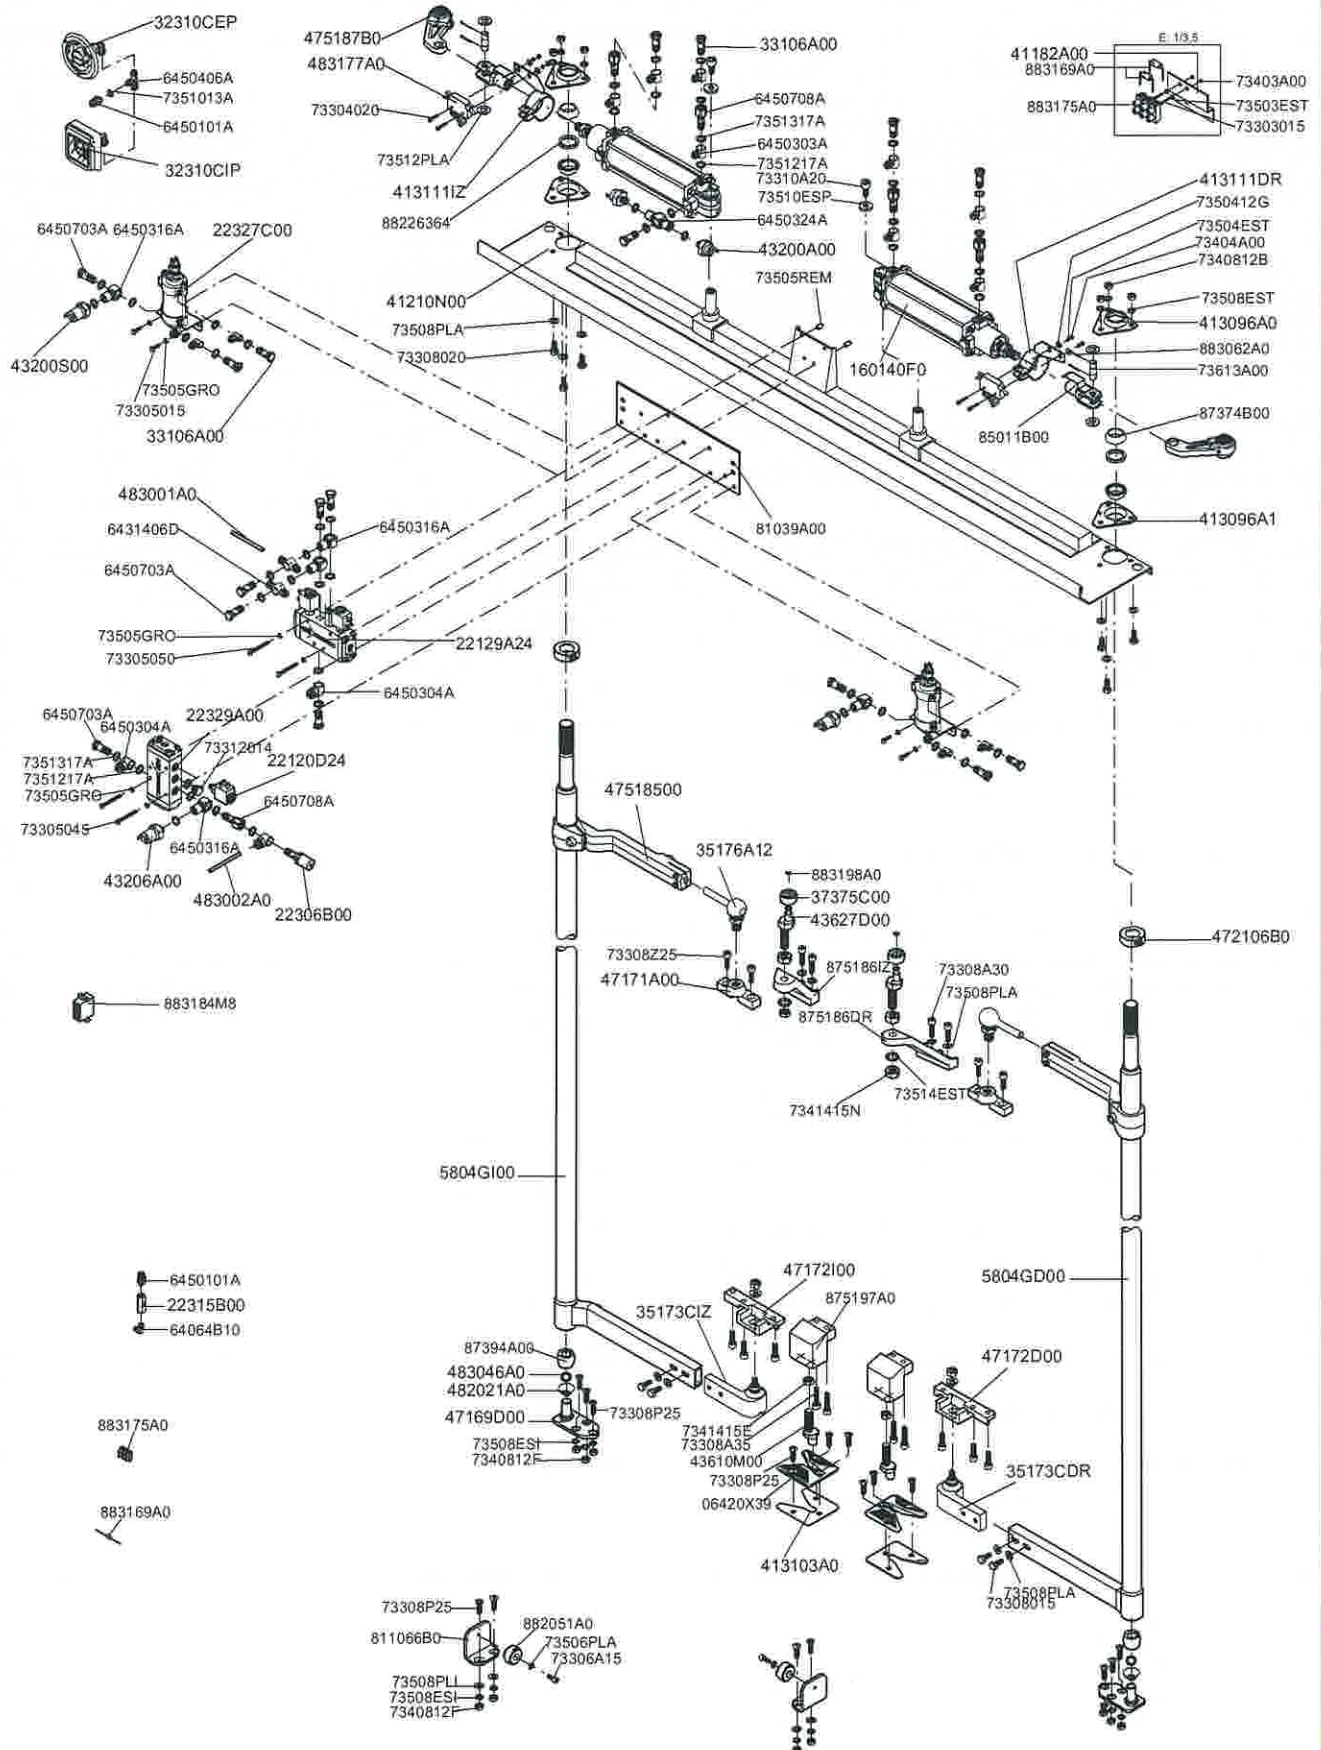 32310CEP
6450406A
7351013A
6450101A
32310CIP
475187B0
483177A0
73304020
73512PLA
413111IZ
88226364
33106A00
6450708A
7351317A
6450303A
7351217A
73310A20
73510ESP
6450324A
43200A00
73505REM
E: 1/3,5
41182A00
883169A0
883175A0
73403A00
73503EST
73303015
413111DR
7350412G
73504EST
73404A00
7340812B
73508EST
413096A0
883062A0
73613A00
87374B00
85011B00
160140F0
413096A1
6450703A
6450316A
22327C00
43200S00
73505GRO
73305015
33106A00
41210N00
73508PLA
73308020
81039A00
483001A0
6431406D
6450316A
6450703A
73505GRO
73305050
22129A24
6450304A
6450703A
6450304A
22329A00
73312014
22120D24
7351317A
7351217A
73505GRO
73305045
6450708A
6450316A
43206A00
483002A0
22306B00
47518500
35176A12
883198A0
37375C00
43627D00
73308Z25
47171A00
875186IZ
73308A30
73508PLA
875186DR
73514EST
7341415N
472106B0
883184M8
5804GI00
5804GD00
6450101A
22315B00
64064B10
47172I00
875197A0
35173CIZ
47172D00
87394A00
483046A0
482021A0
47169D00
73308P25
73508ESI
7340812F
7341415E
73308A35
43610M00
73308P25
06420X39
413103A0
35173CDR
73508PLA
73308015
883175A0
883169A0
73308P25
811066B0
882051A0
73506PLA
73306A15
73508PLI
73508ESI
7340812F